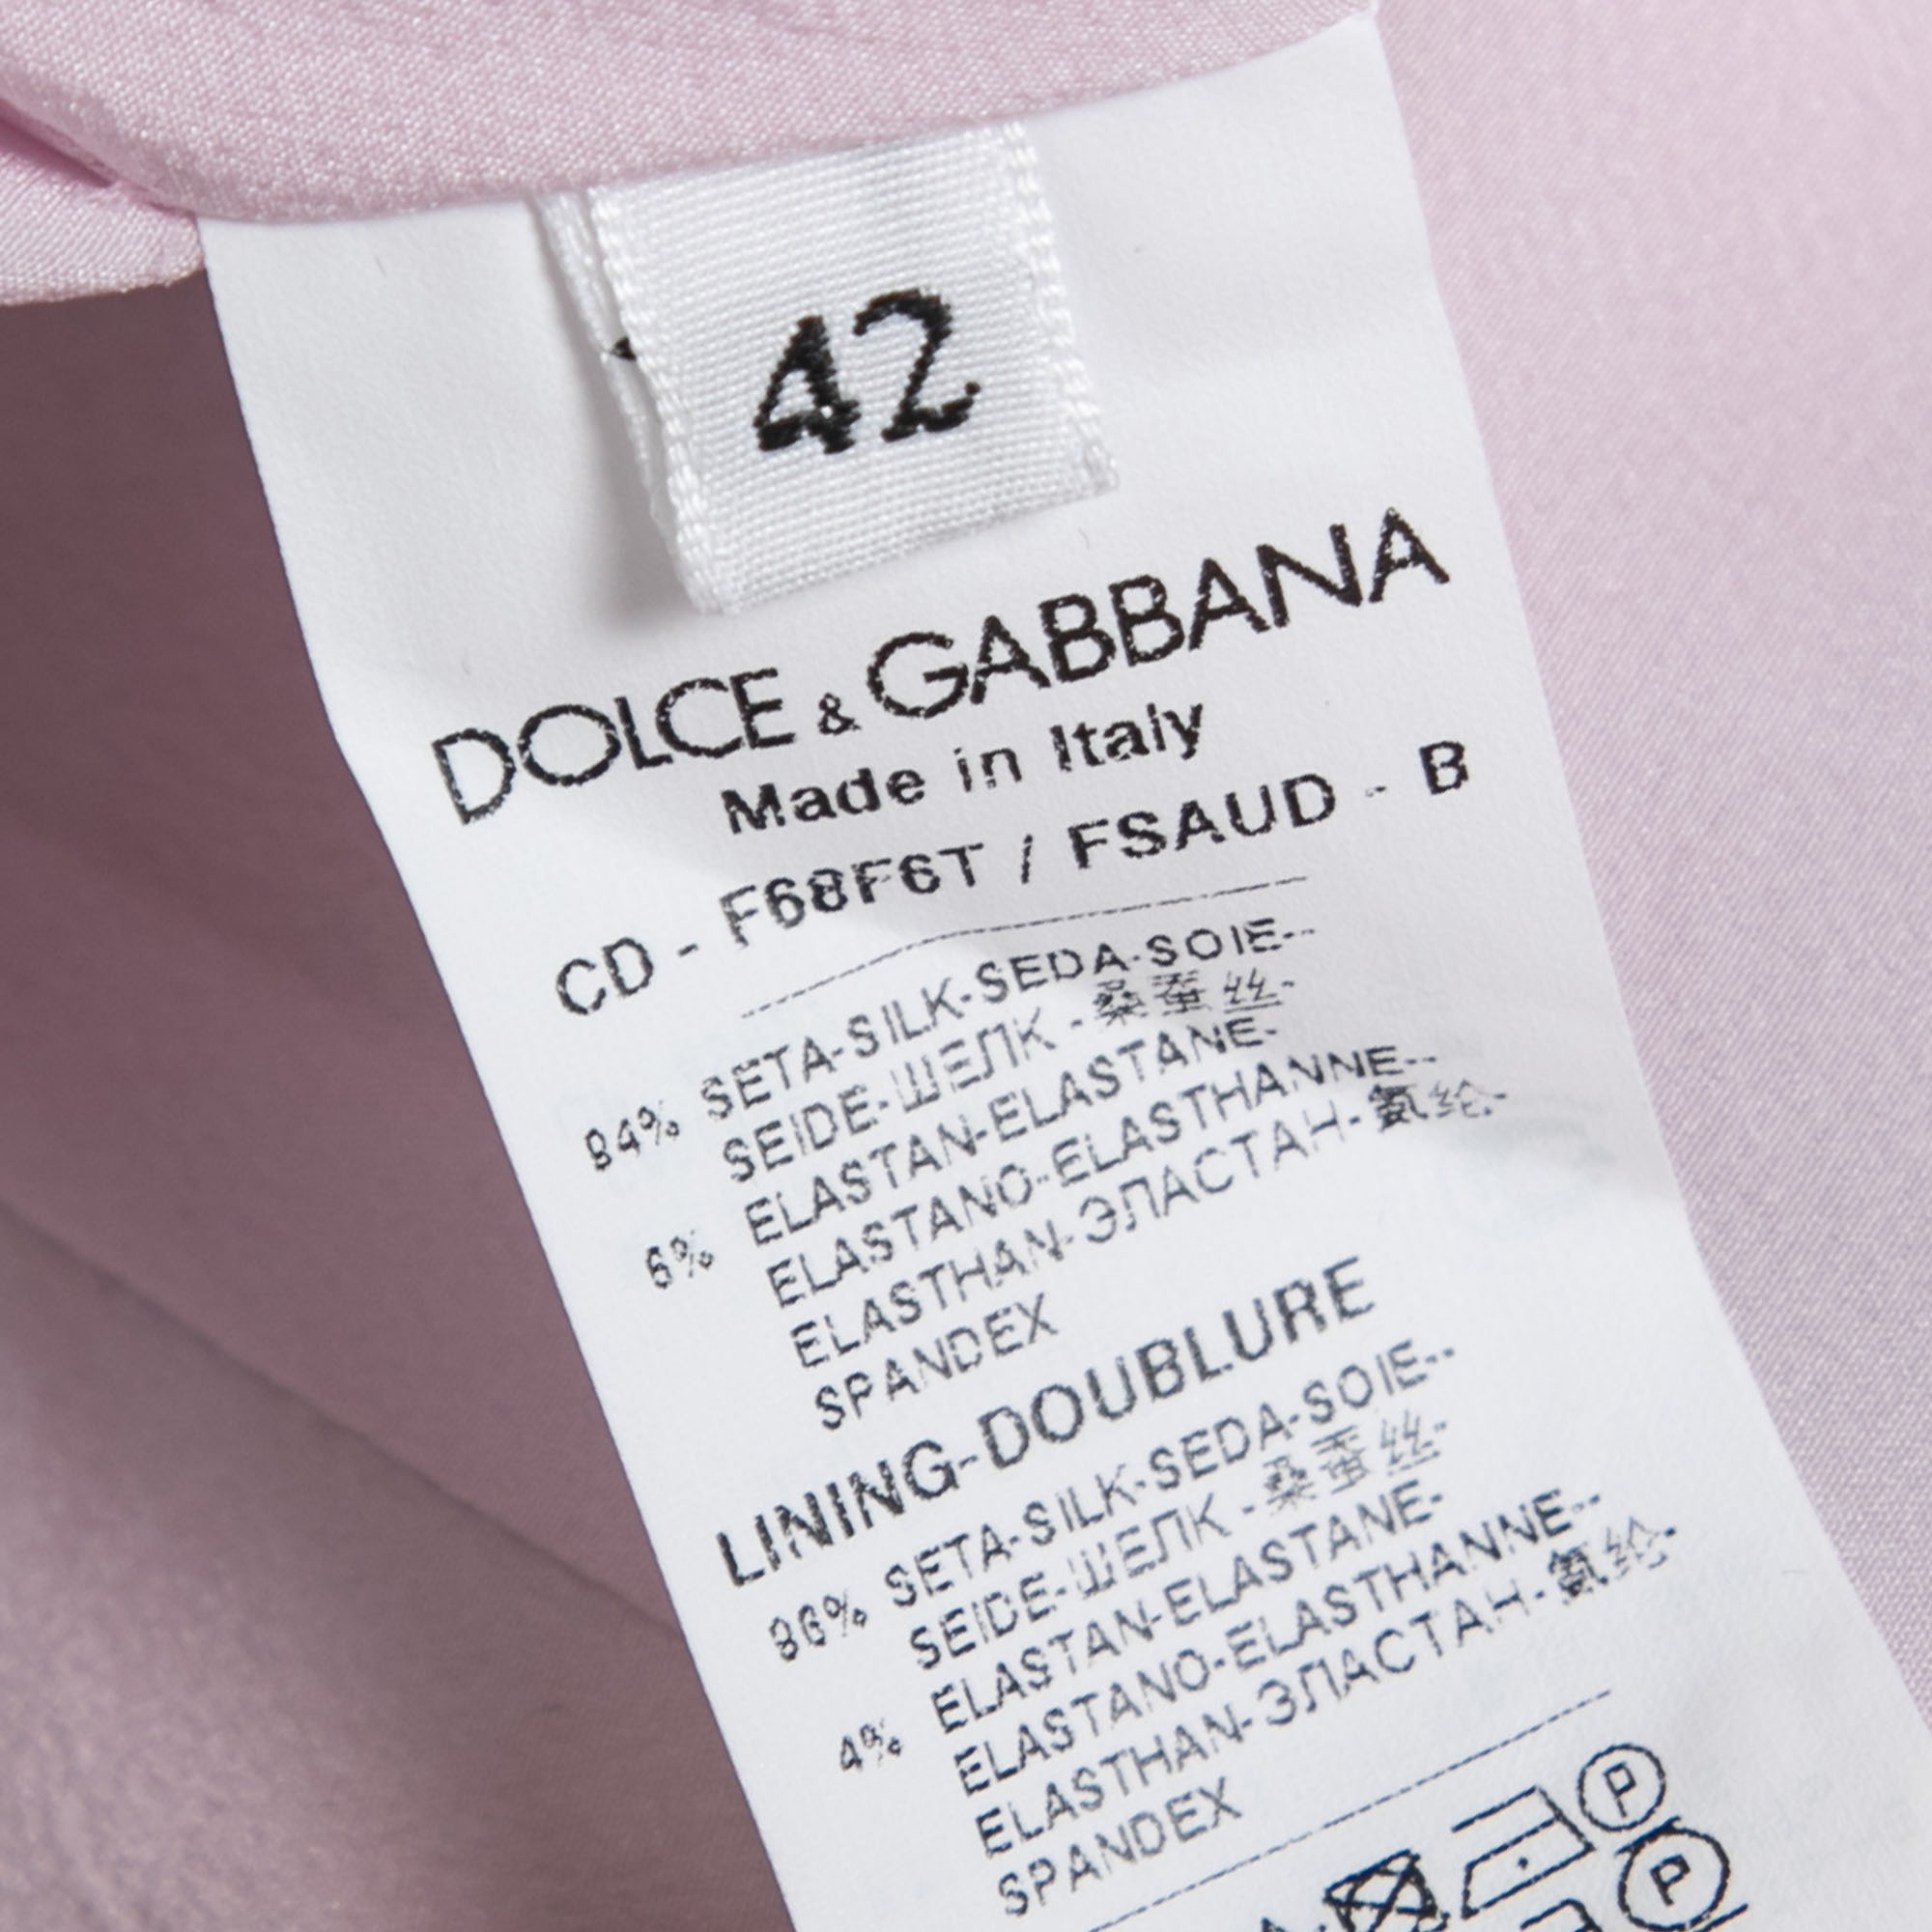 42
DOLCE & GABBANA
Made in Italy
CD - F68F6T / FSAUD - B
94% SETA-SILK-SEDA-SOIE--
SEIDE-ШЕЛК -桑蚕丝-
6% ELASTAN-ELASTANE-
ELASTANO-ELASTHANNE--
ELASTHAN-ЭЛАСТАН-氨纶-
SPANDEX
LINING-DOUBLURE
96% SETA-SILK-SEDA-SOIE--
SEIDE-ШЕЛК -桑蚕丝-
4% ELASTAN-ELASTANE-
ELASTANO-ELASTHANNE--
ELASTHAN-ЭЛАСТАН-氨纶-
SPANDEX
P
P